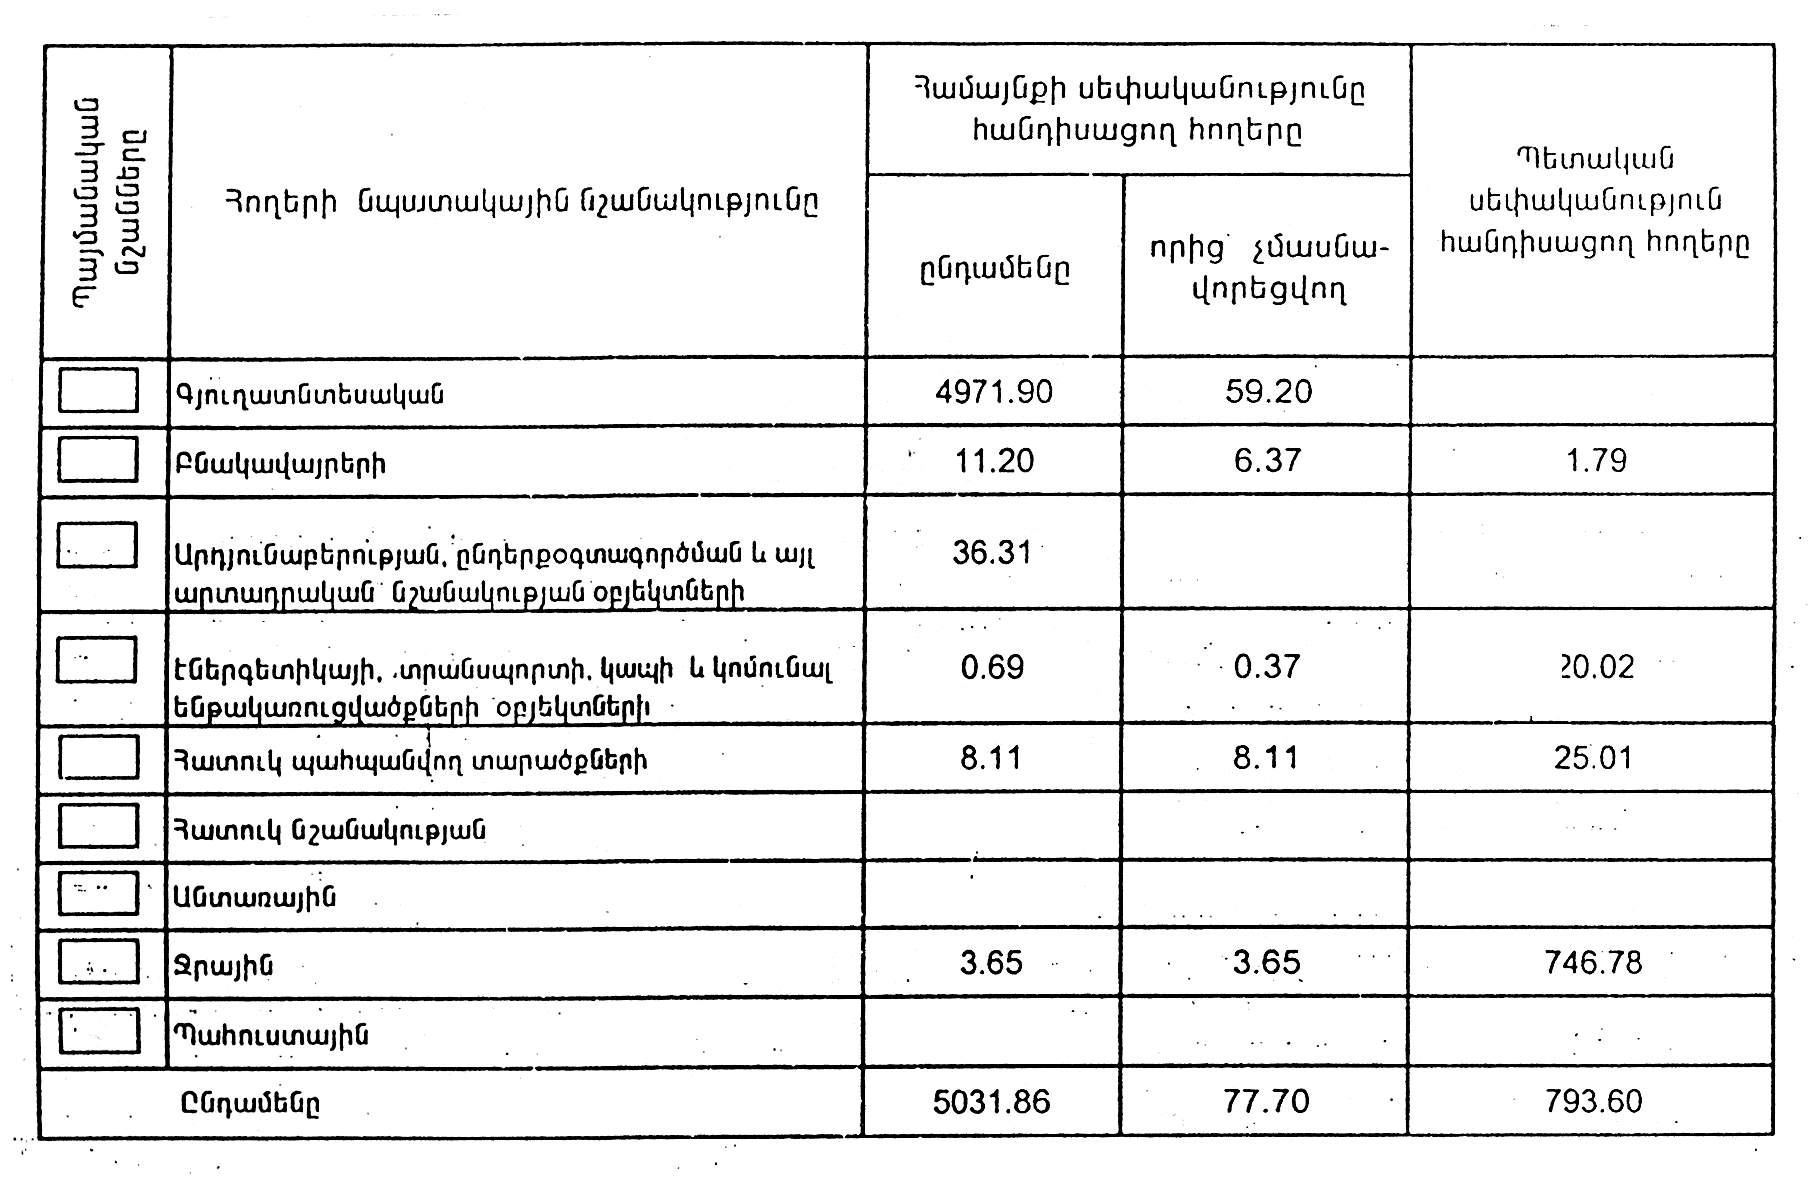 Պայմանական
նշանները
Հողերի նպատակային նշանակությունը
Համայնքի սեփականությունը
հանդիսացող հողերը
ընդամենը
որից՝ չմասնա-
վորեցվող
Պետական
սեփականություն
հանդիսացող հողերը
Գյուղատնտեսական 4971.90 59.20
Բնակավայրերի 11.20 6.37 1.79
Արդյունաբերության, ընդերքօգտագործման և այլ
արտադրական նշանակության օբյեկտների 36.31
Էներգետիկայի, տրանսպորտի, կապի և կոմունալ
ենթակառուցվածքների օբյեկտների 0.69 0.37 20.02
Հատուկ պահպանվող տարածքների 8.11 8.11 25.01
Հատուկ նշանակության
Անտառային
Ջրային 3.65 3.65 746.78
Պահուստային
Ընդամենը 5031.86 77.70 793.60